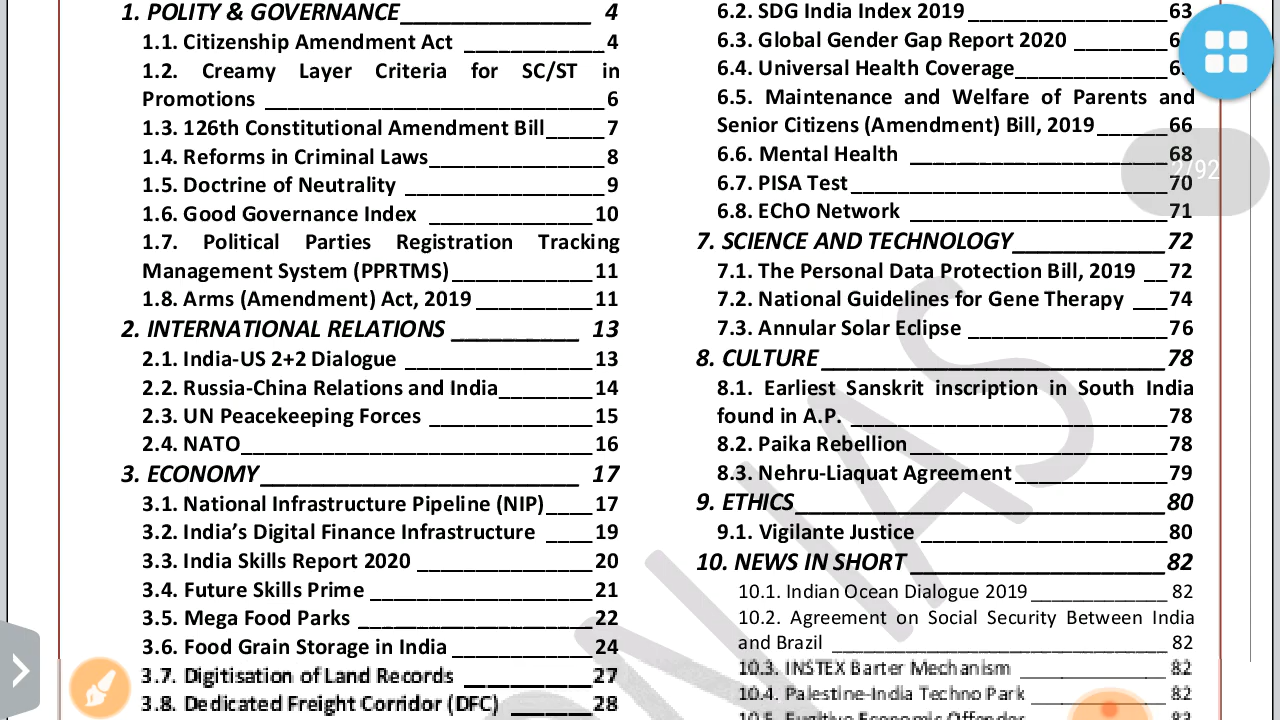 1. POLITY & GOVERNANCE 4
1.1. Citizenship Amendment Act 4
1.2. Creamy Layer Criteria for SC/ST in
Promotions 6
1.3. 126th Constitutional Amendment Bill 7
1.4. Reforms in Criminal Laws 8
1.5. Doctrine of Neutrality 9
1.6. Good Governance Index 10
1.7. Political Parties Registration Tracking
Management System (PPRTMS) 11
1.8. Arms (Amendment) Act, 2019 11
2. INTERNATIONAL RELATIONS 13
2.1. India-US 2+2 Dialogue 13
2.2. Russia-China Relations and India 14
2.3. UN Peacekeeping Forces 15
2.4. NATO 16
3. ECONOMY 17
3.1. National Infrastructure Pipeline (NIP) 17
3.2. India’s Digital Finance Infrastructure 19
3.3. India Skills Report 2020 20
3.4. Future Skills Prime 21
3.5. Mega Food Parks 22
3.6. Food Grain Storage in India 24
3.7. Digitisation of Land Records 27
3.8. Dedicated Freight Corridor (DFC) 28
6.2. SDG India Index 2019 63
6.3. Global Gender Gap Report 2020
6.4. Universal Health Coverage
6.5. Maintenance and Welfare of Parents and
Senior Citizens (Amendment) Bill, 2019 66
6.6. Mental Health 68
2/92
6.7. PISA Test 70
6.8. EChO Network 71
7. SCIENCE AND TECHNOLOGY 72
7.1. The Personal Data Protection Bill, 2019 72
7.2. National Guidelines for Gene Therapy 74
7.3. Annular Solar Eclipse 76
8. CULTURE 78
8.1. Earliest Sanskrit inscription in South India
found in A.P. 78
8.2. Paika Rebellion 78
8.3. Nehru-Liaquat Agreement 79
9. ETHICS 80
9.1. Vigilante Justice 80
10. NEWS IN SHORT 82
10.1. Indian Ocean Dialogue 2019 82
10.2. Agreement on Social Security Between India
and Brazil 82
10.3. INSTEX Barter Mechanism 82
10.4. Palestine-India Techno Park 82
10.5. Fugitive Economic Offender 83